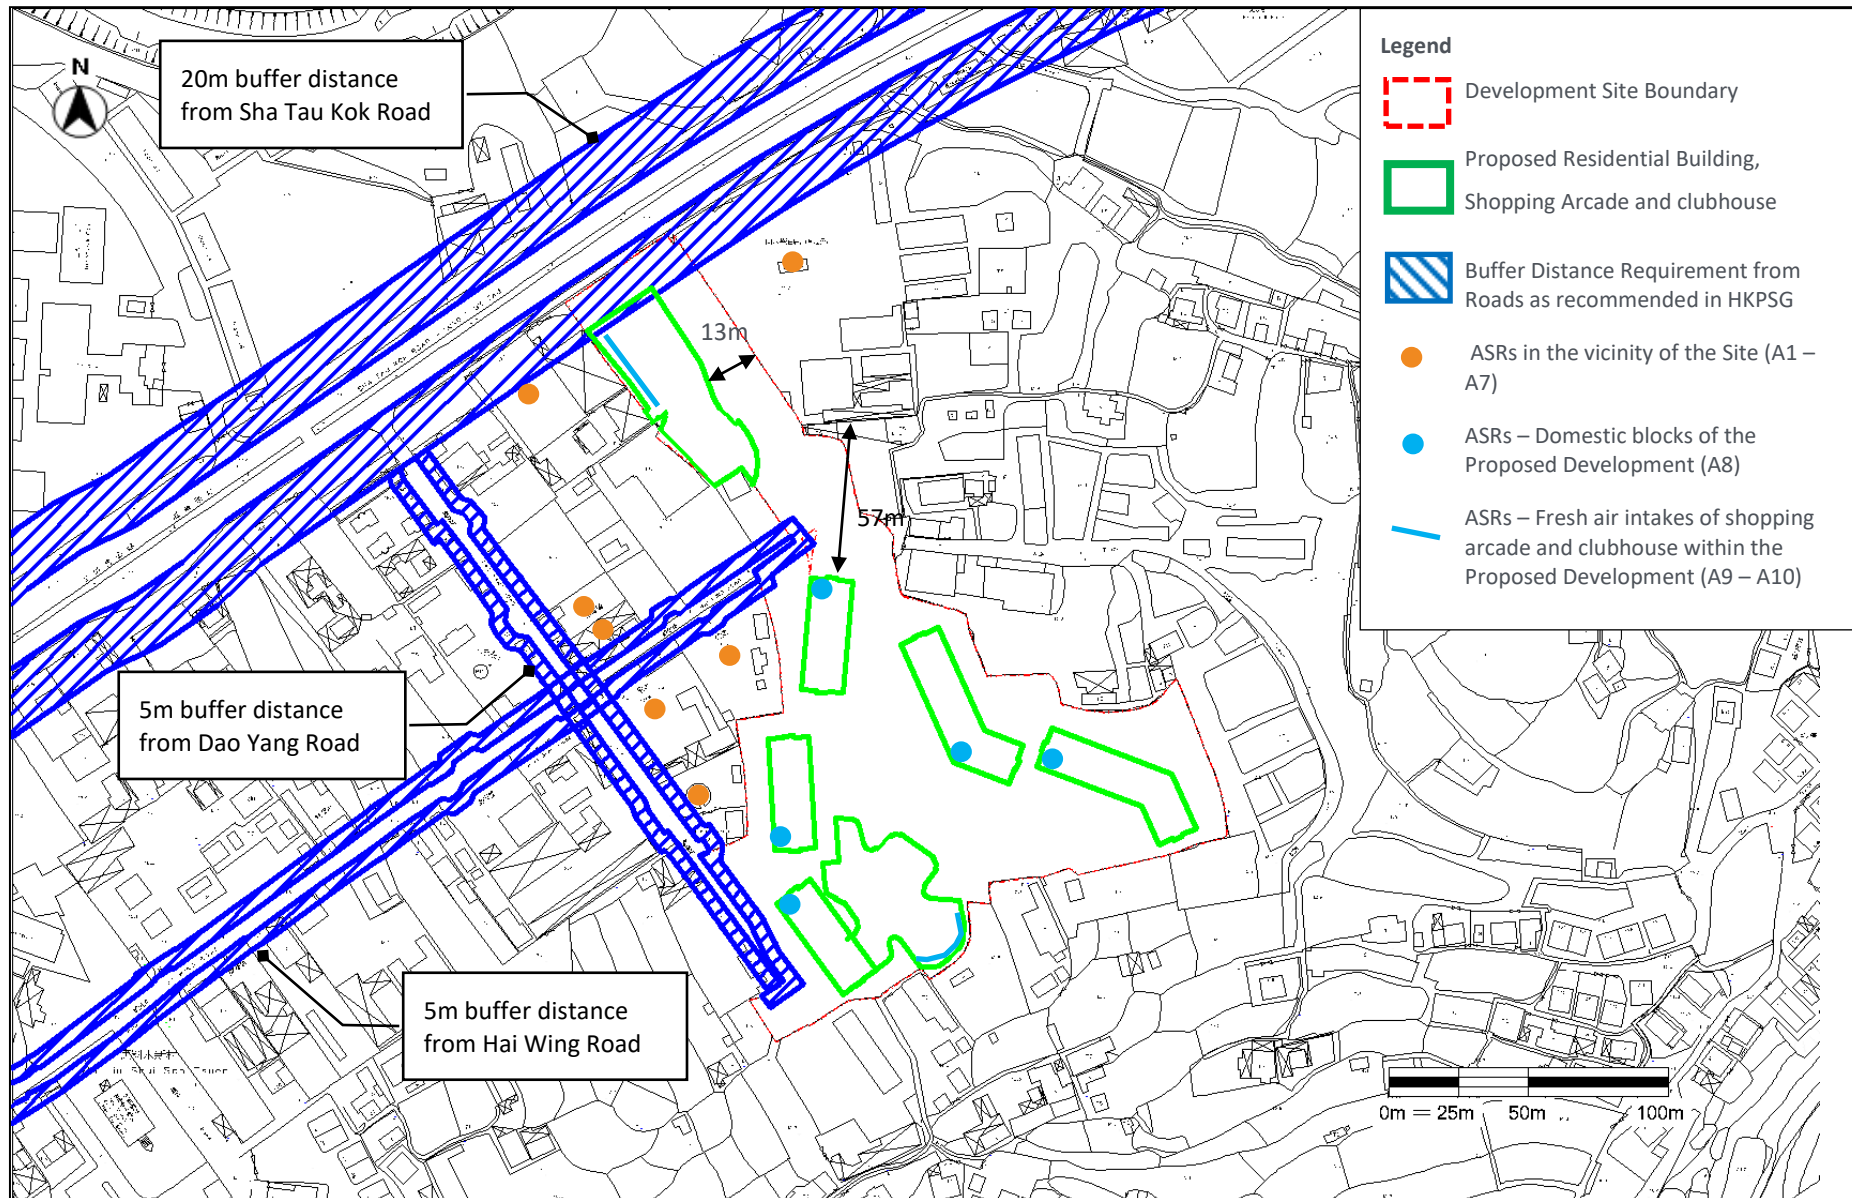 N
20m buffer distance
from Sha Tau Kok Road
13m
57m
5m buffer distance
from Dao Yang Road
5m buffer distance
from Hai Wing Road
Legend
Development Site Boundary
Proposed Residential Building,
Shopping Arcade and clubhouse
Buffer Distance Requirement from
Roads as recommended in HKPSG
ASRs in the vicinity of the Site (A1 –
A7)
ASRs – Domestic blocks of the
Proposed Development (A8)
ASRs – Fresh air intakes of shopping
arcade and clubhouse within the
Proposed Development (A9 – A10)
0m = 25m 50m 100m